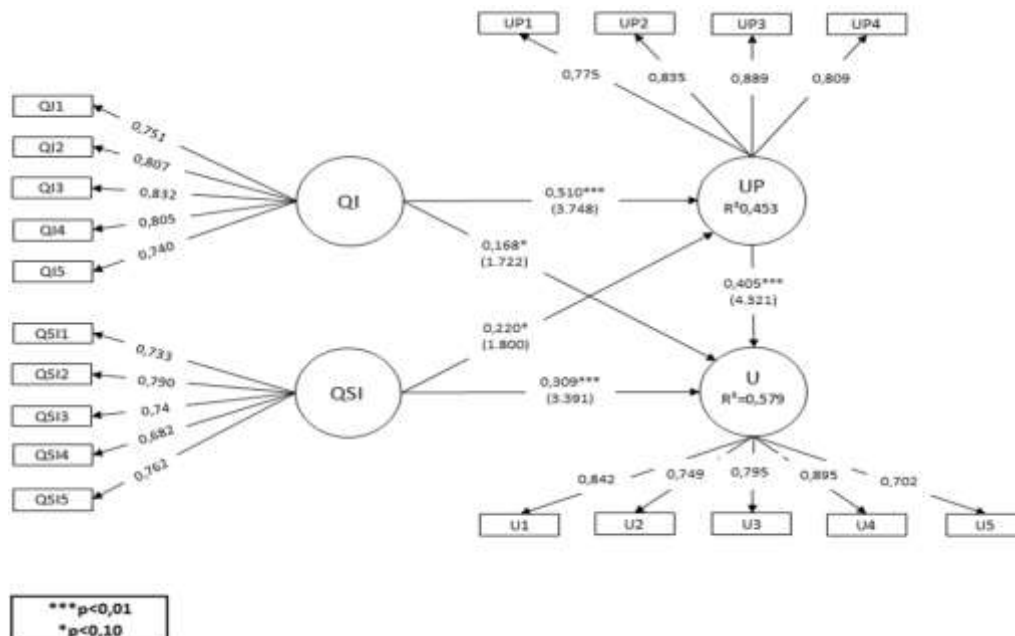 UP1
UP2
UP3
UP4
0,775
0,835
0,889
0,809
QI1
QI2
QI3
QI4
QI5
0,751
0,807
0,832
0,805
0,740
QI
0,510***
(3.748)
UP
R²0,453
0,168*
(1.722)
0,405***
(4.321)
QSI1
QSI2
QSI3
QSI4
QSI5
0,733
0,790
0,74
0,682
0,762
QSI
0,220*
(1.800)
0,309***
(3.391)
U
R²=0,579
0,842
0,749
0,795
0,895
0,702
U1
U2
U3
U4
U5
***p<0,01
*p<0,10